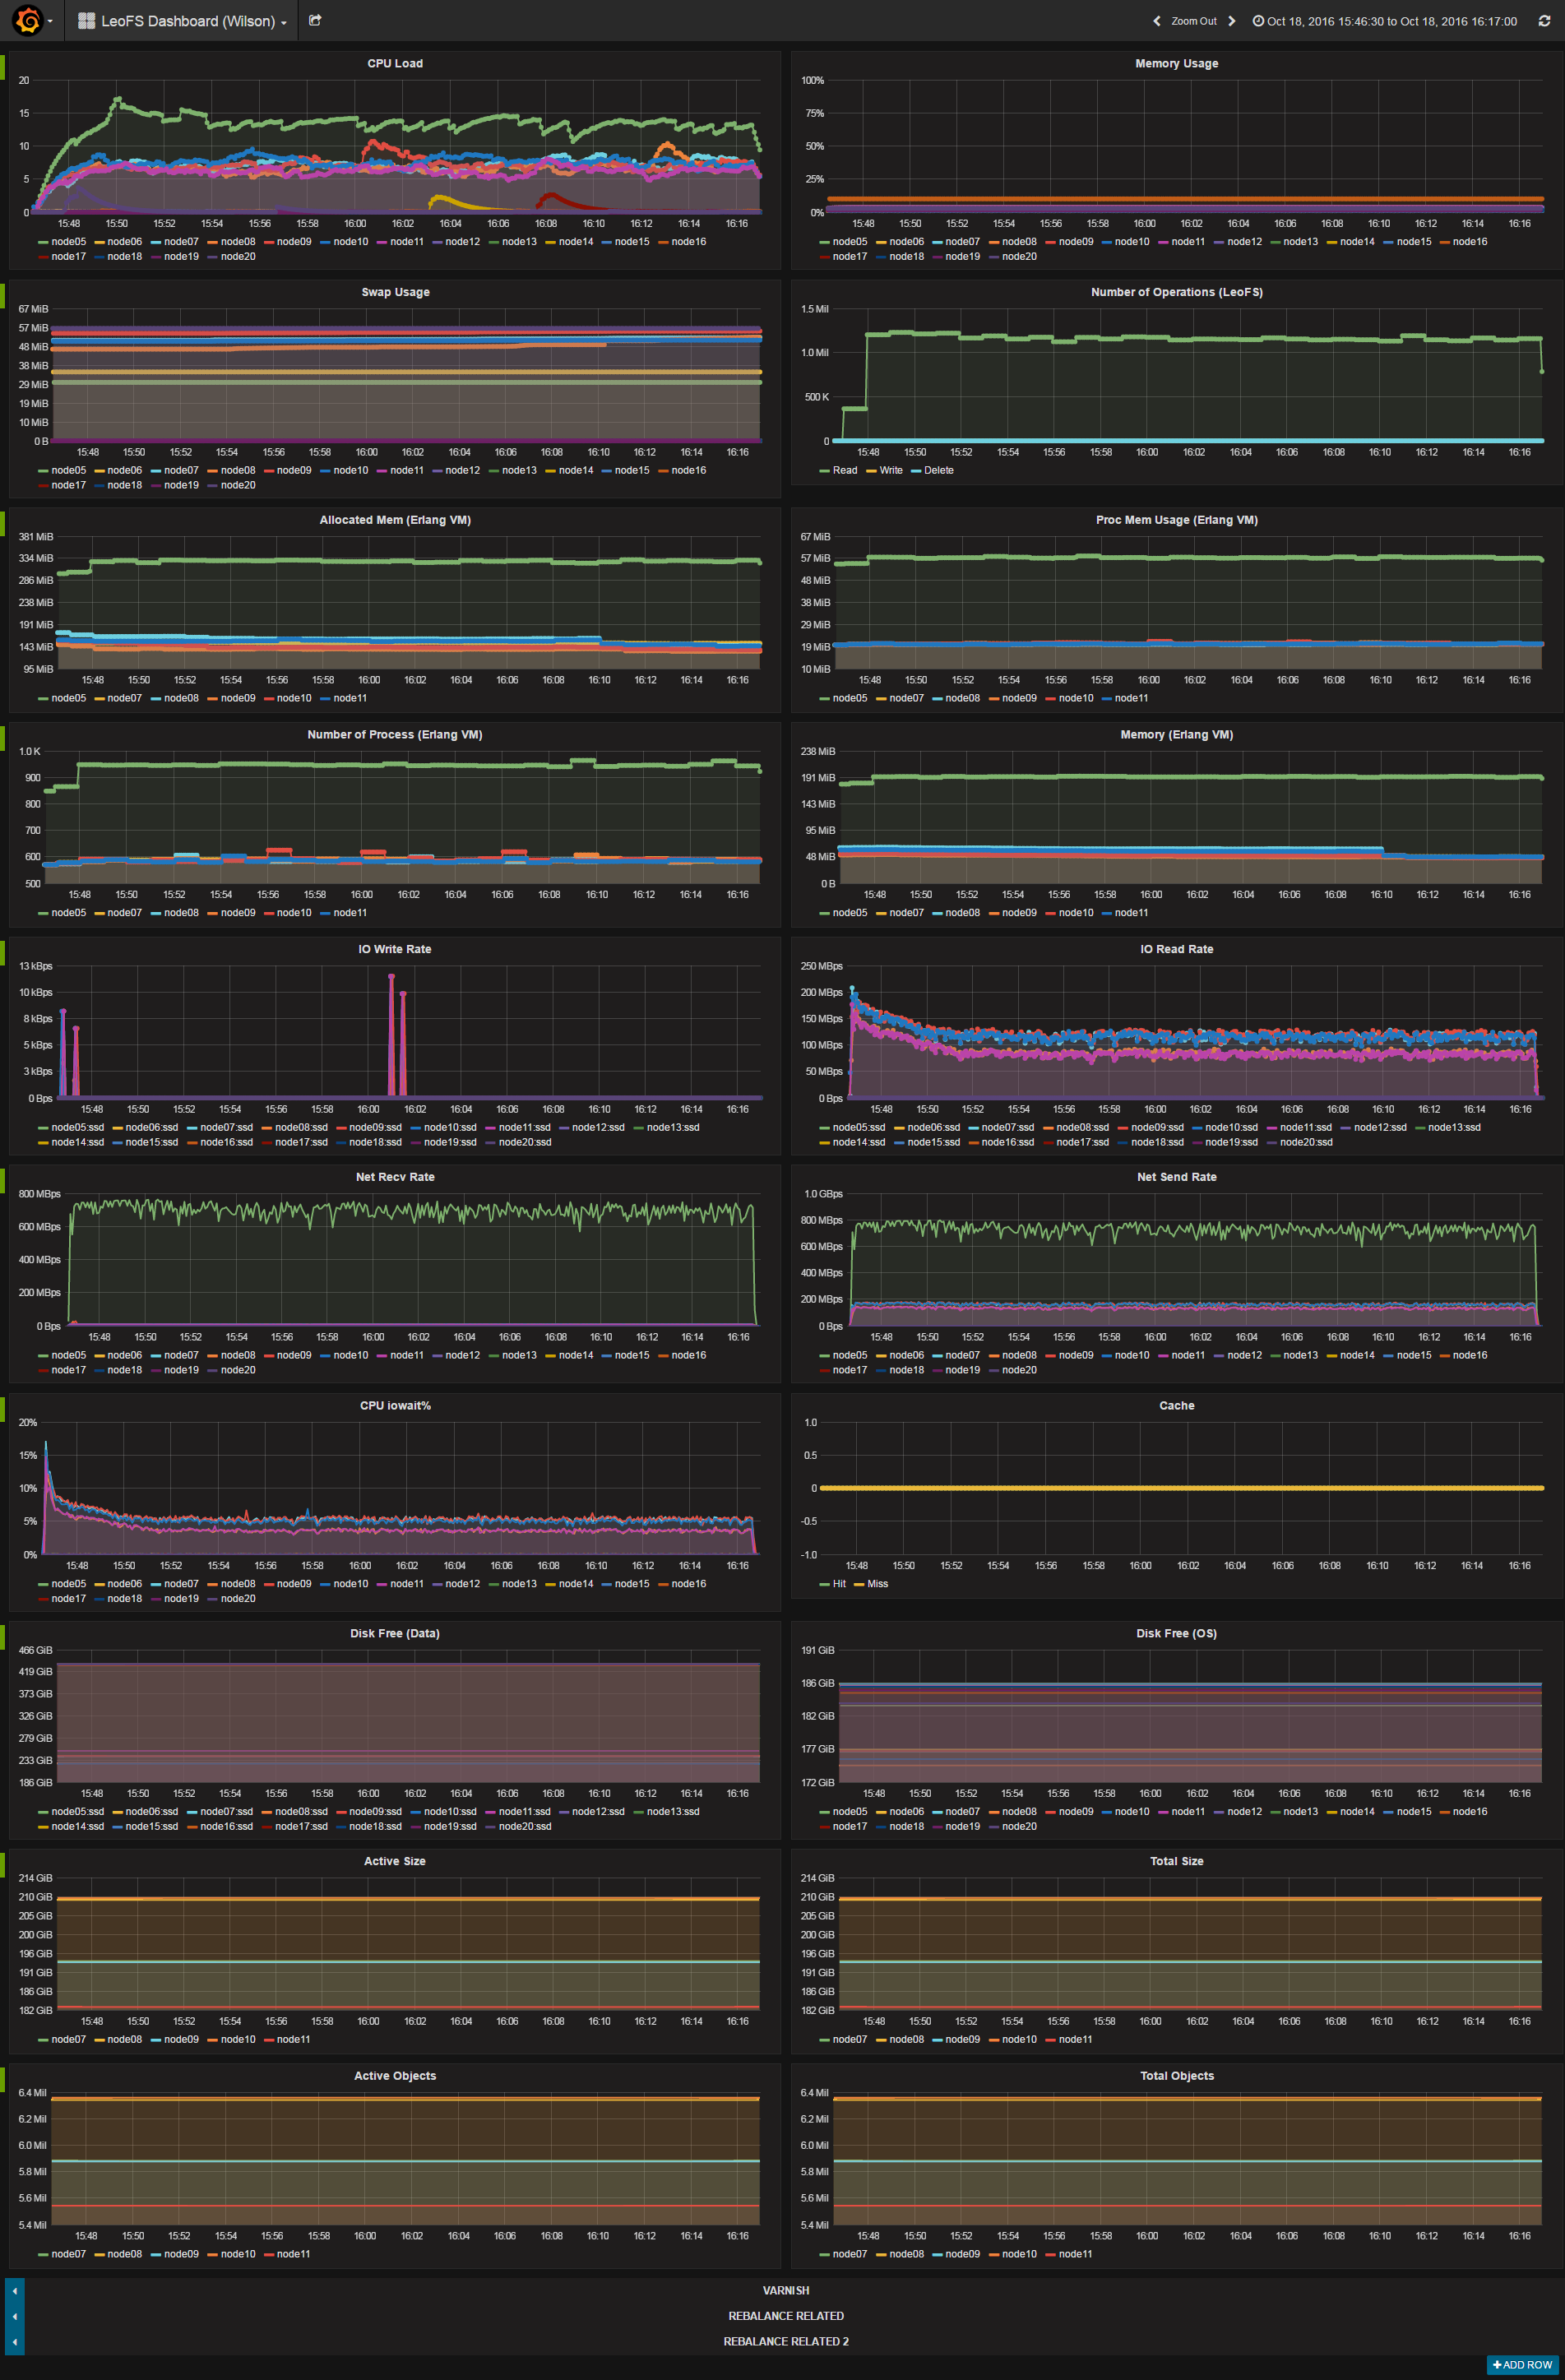 LeoFS Dashboard (Wilson)
Zoom Out
Oct 18, 2016 15:46:30 to Oct 18, 2016 16:17:00
CPU Load
20
15
10
5
0
15:48 15:50 15:52 15:54 15:56 15:58 16:00 16:02 16:04 16:06 16:08 16:10 16:12 16:14 16:16
node05 node06 node07 node08 node09 node10 node11 node12 node13 node14 node15 node16
node17 node18 node19 node20
Memory Usage
100%
75%
50%
25%
0%
15:48 15:50 15:52 15:54 15:56 15:58 16:00 16:02 16:04 16:06 16:08 16:10 16:12 16:14 16:16
node05 node06 node07 node08 node09 node10 node11 node12 node13 node14 node15 node16
node17 node18 node19 node20
Swap Usage
67 MiB
57 MiB
48 MiB
38 MiB
29 MiB
19 MiB
10 MiB
0 B
15:48 15:50 15:52 15:54 15:56 15:58 16:00 16:02 16:04 16:06 16:08 16:10 16:12 16:14 16:16
node05 node06 node07 node08 node09 node10 node11 node12 node13 node14 node15 node16
node17 node18 node19 node20
Number of Operations (LeoFS)
1.5 Mil
1.0 Mil
500 K
0
15:48 15:50 15:52 15:54 15:56 15:58 16:00 16:02 16:04 16:06 16:08 16:10 16:12 16:14 16:16
Read Write Delete
Allocated Mem (Erlang VM)
381 MiB
334 MiB
286 MiB
238 MiB
191 MiB
143 MiB
95 MiB
15:48 15:50 15:52 15:54 15:56 15:58 16:00 16:02 16:04 16:06 16:08 16:10 16:12 16:14 16:16
node05 node07 node08 node09 node10 node11
Proc Mem Usage (Erlang VM)
67 MiB
57 MiB
48 MiB
38 MiB
29 MiB
19 MiB
10 MiB
15:48 15:50 15:52 15:54 15:56 15:58 16:00 16:02 16:04 16:06 16:08 16:10 16:12 16:14 16:16
node05 node07 node08 node09 node10 node11
Number of Process (Erlang VM)
1.0 K
900
800
700
600
500
15:48 15:50 15:52 15:54 15:56 15:58 16:00 16:02 16:04 16:06 16:08 16:10 16:12 16:14 16:16
node05 node07 node08 node09 node10 node11
Memory (Erlang VM)
238 MiB
191 MiB
143 MiB
95 MiB
48 MiB
0 B
15:48 15:50 15:52 15:54 15:56 15:58 16:00 16:02 16:04 16:06 16:08 16:10 16:12 16:14 16:16
node05 node07 node08 node09 node10 node11
IO Write Rate
13 kBps
10 kBps
8 kBps
5 kBps
3 kBps
0 Bps
15:48 15:50 15:52 15:54 15:56 15:58 16:00 16:02 16:04 16:06 16:08 16:10 16:12 16:14 16:16
node05:ssd node06:ssd node07:ssd node08:ssd node09:ssd node10:ssd node11:ssd node12:ssd node13:ssd
node14:ssd node15:ssd node16:ssd node17:ssd node18:ssd node19:ssd node20:ssd
IO Read Rate
250 MBps
200 MBps
150 MBps
100 MBps
50 MBps
0 Bps
15:48 15:50 15:52 15:54 15:56 15:58 16:00 16:02 16:04 16:06 16:08 16:10 16:12 16:14 16:16
node05:ssd node06:ssd node07:ssd node08:ssd node09:ssd node10:ssd node11:ssd node12:ssd node13:ssd
node14:ssd node15:ssd node16:ssd node17:ssd node18:ssd node19:ssd node20:ssd
Net Recv Rate
800 MBps
600 MBps
400 MBps
200 MBps
0 Bps
15:48 15:50 15:52 15:54 15:56 15:58 16:00 16:02 16:04 16:06 16:08 16:10 16:12 16:14 16:16
node05 node06 node07 node08 node09 node10 node11 node12 node13 node14 node15 node16
node17 node18 node19 node20
Net Send Rate
1.0 GBps
800 MBps
600 MBps
400 MBps
200 MBps
0 Bps
15:48 15:50 15:52 15:54 15:56 15:58 16:00 16:02 16:04 16:06 16:08 16:10 16:12 16:14 16:16
node05 node06 node07 node08 node09 node10 node11 node12 node13 node14 node15 node16
node17 node18 node19 node20
CPU iowait%
20%
15%
10%
5%
0%
15:48 15:50 15:52 15:54 15:56 15:58 16:00 16:02 16:04 16:06 16:08 16:10 16:12 16:14 16:16
node05 node06 node07 node08 node09 node10 node11 node12 node13 node14 node15 node16
node17 node18 node19 node20
Cache
1.0
0.5
0
-0.5
-1.0
15:48 15:50 15:52 15:54 15:56 15:58 16:00 16:02 16:04 16:06 16:08 16:10 16:12 16:14 16:16
Hit Miss
Disk Free (Data)
466 GiB
419 GiB
373 GiB
326 GiB
279 GiB
233 GiB
186 GiB
15:48 15:50 15:52 15:54 15:56 15:58 16:00 16:02 16:04 16:06 16:08 16:10 16:12 16:14 16:16
node05:ssd node06:ssd node07:ssd node08:ssd node09:ssd node10:ssd node11:ssd node12:ssd node13:ssd
node14:ssd node15:ssd node16:ssd node17:ssd node18:ssd node19:ssd node20:ssd
Disk Free (OS)
191 GiB
186 GiB
182 GiB
177 GiB
172 GiB
15:48 15:50 15:52 15:54 15:56 15:58 16:00 16:02 16:04 16:06 16:08 16:10 16:12 16:14 16:16
node05 node06 node07 node08 node09 node10 node11 node12 node13 node14 node15 node16
node17 node18 node19 node20
Active Size
214 GiB
210 GiB
205 GiB
200 GiB
196 GiB
191 GiB
186 GiB
182 GiB
15:48 15:50 15:52 15:54 15:56 15:58 16:00 16:02 16:04 16:06 16:08 16:10 16:12 16:14 16:16
node07 node08 node09 node10 node11
Total Size
214 GiB
210 GiB
205 GiB
200 GiB
196 GiB
191 GiB
186 GiB
182 GiB
15:48 15:50 15:52 15:54 15:56 15:58 16:00 16:02 16:04 16:06 16:08 16:10 16:12 16:14 16:16
node07 node08 node09 node10 node11
Active Objects
6.4 Mil
6.2 Mil
6.0 Mil
5.8 Mil
5.6 Mil
5.4 Mil
15:48 15:50 15:52 15:54 15:56 15:58 16:00 16:02 16:04 16:06 16:08 16:10 16:12 16:14 16:16
node07 node08 node09 node10 node11
Total Objects
6.4 Mil
6.2 Mil
6.0 Mil
5.8 Mil
5.6 Mil
5.4 Mil
15:48 15:50 15:52 15:54 15:56 15:58 16:00 16:02 16:04 16:06 16:08 16:10 16:12 16:14 16:16
node07 node08 node09 node10 node11
VARNISH
REBALANCE RELATED
REBALANCE RELATED 2
ADD ROW